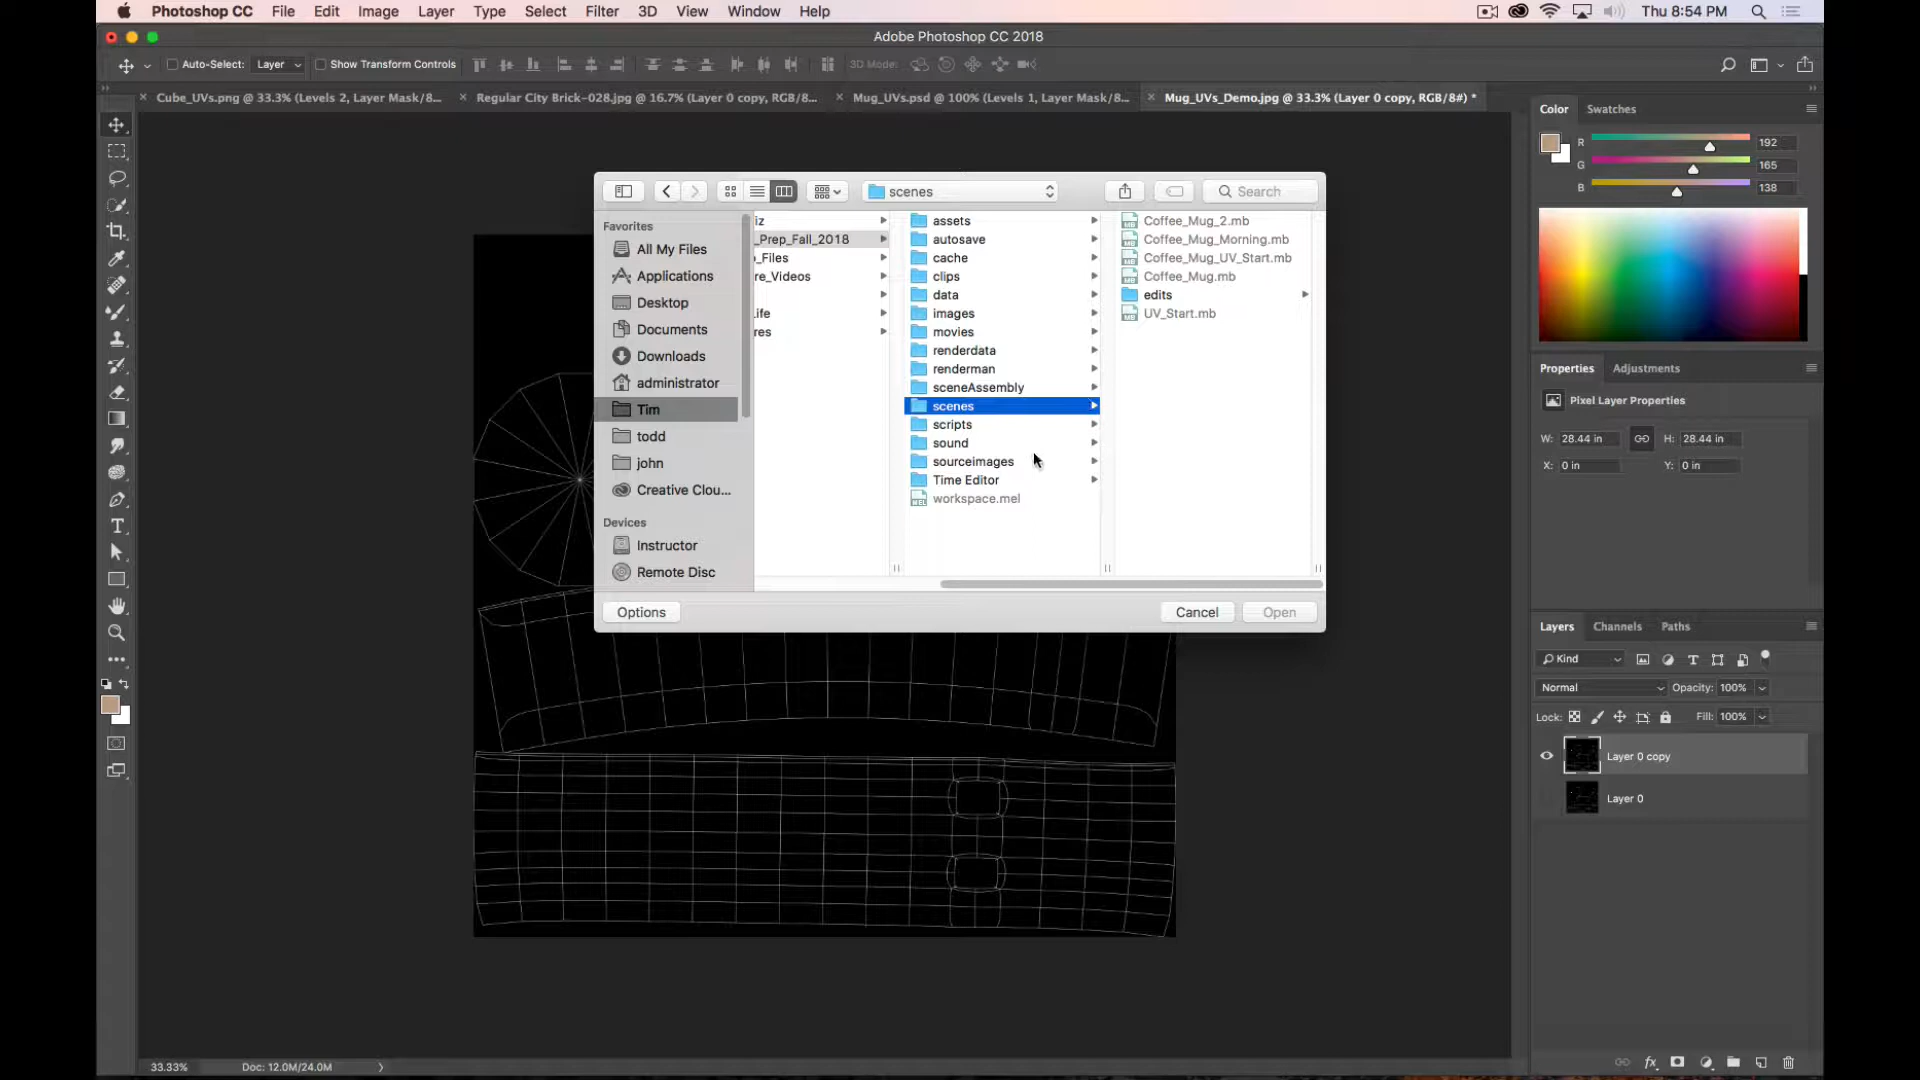 Photoshop CC File Edit Image Layer Type Select Filter 3D View Window Help Thu 8:54 PM
Adobe Photoshop CC 2018
Auto-Select: Layer Show Transform Controls 3D Mode:
Cube_UVs.png @ 33.3% (Levels 2, Layer Mask/8... Regular City Brick-028.jpg @ 16.7% (Layer 0 copy, RGB/8... Mug_UVs.psd @ 100% (Levels 1, Layer Mask/8... Mug_UVs_Demo.jpg @ 33.3% (Layer 0 copy, RGB/8#) *
Color Swatches
R 192
G 165
B 138
scenes Search
Favorites
All My Files
Applications
Desktop
Documents
Downloads
administrator
Tim
todd
john
Creative Clou...
Devices
Instructor
Remote Disc
iz
_Prep_Fall_2018
_Files
re_Videos
ife
res
assets
autosave
cache
clips
data
images
movies
renderdata
renderman
sceneAssembly
scenes
scripts
sound
sourceimages
Time Editor
workspace.mel
Coffee_Mug_2.mb
Coffee_Mug_Morning.mb
Coffee_Mug_UV_Start.mb
Coffee_Mug.mb
edits
UV_Start.mb
Options Cancel Open
Properties Adjustments
Pixel Layer Properties
W: 28.44 in H: 28.44 in
X: 0 in Y: 0 in
Layers Channels Paths
Kind
Normal Opacity: 100%
Lock: Fill: 100%
Layer 0 copy
Layer 0
33.33% Doc: 12.0M/24.0M